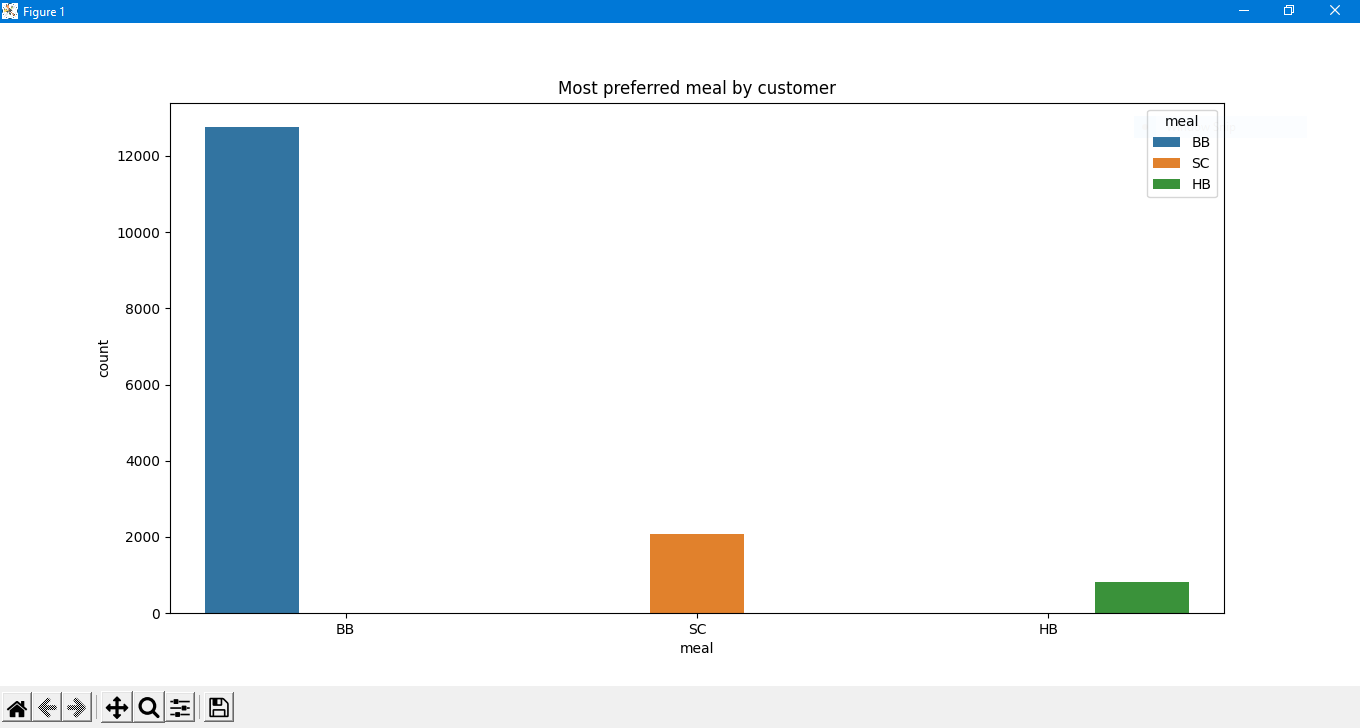 Figure 1
Most preferred meal by customer
meal
BB
SC
HB
12000
10000
8000
6000
4000
2000
0
count
BB SC HB
meal